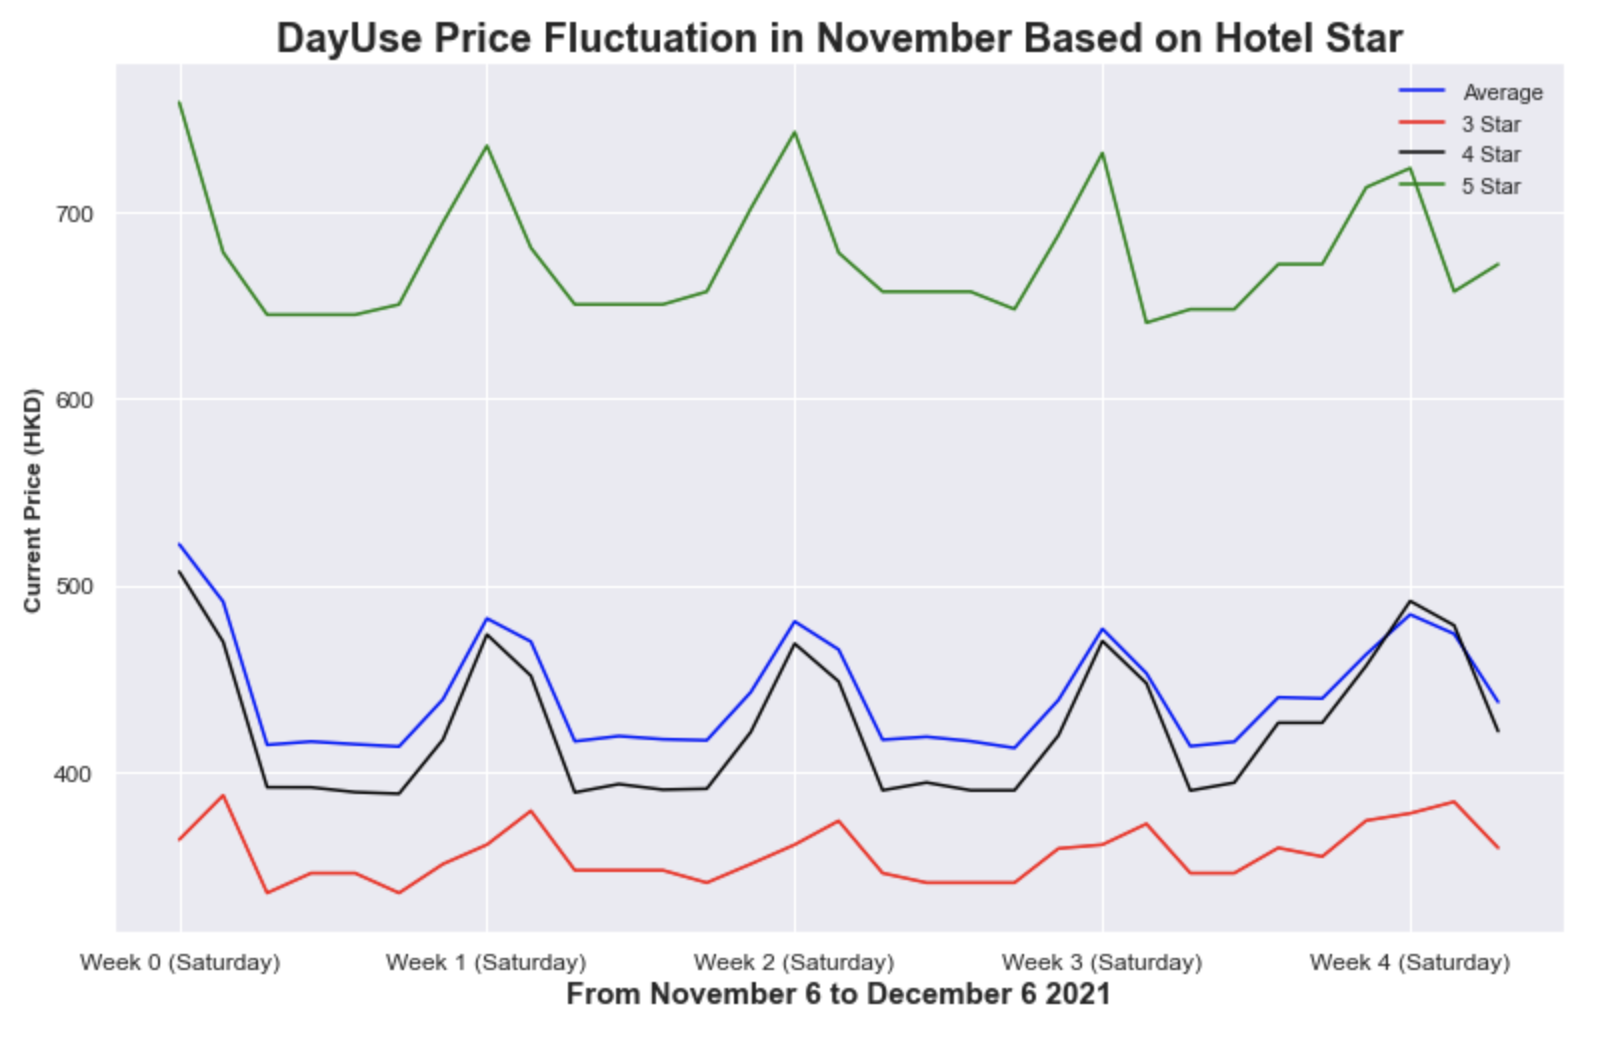 DayUse Price Fluctuation in November Based on Hotel Star
Average
3 Star
4 Star
5 Star
700
600
500
400
Current Price (HKD)
Week 0 (Saturday)
Week 1 (Saturday)
Week 2 (Saturday)
Week 3 (Saturday)
Week 4 (Saturday)
From November 6 to December 6 2021